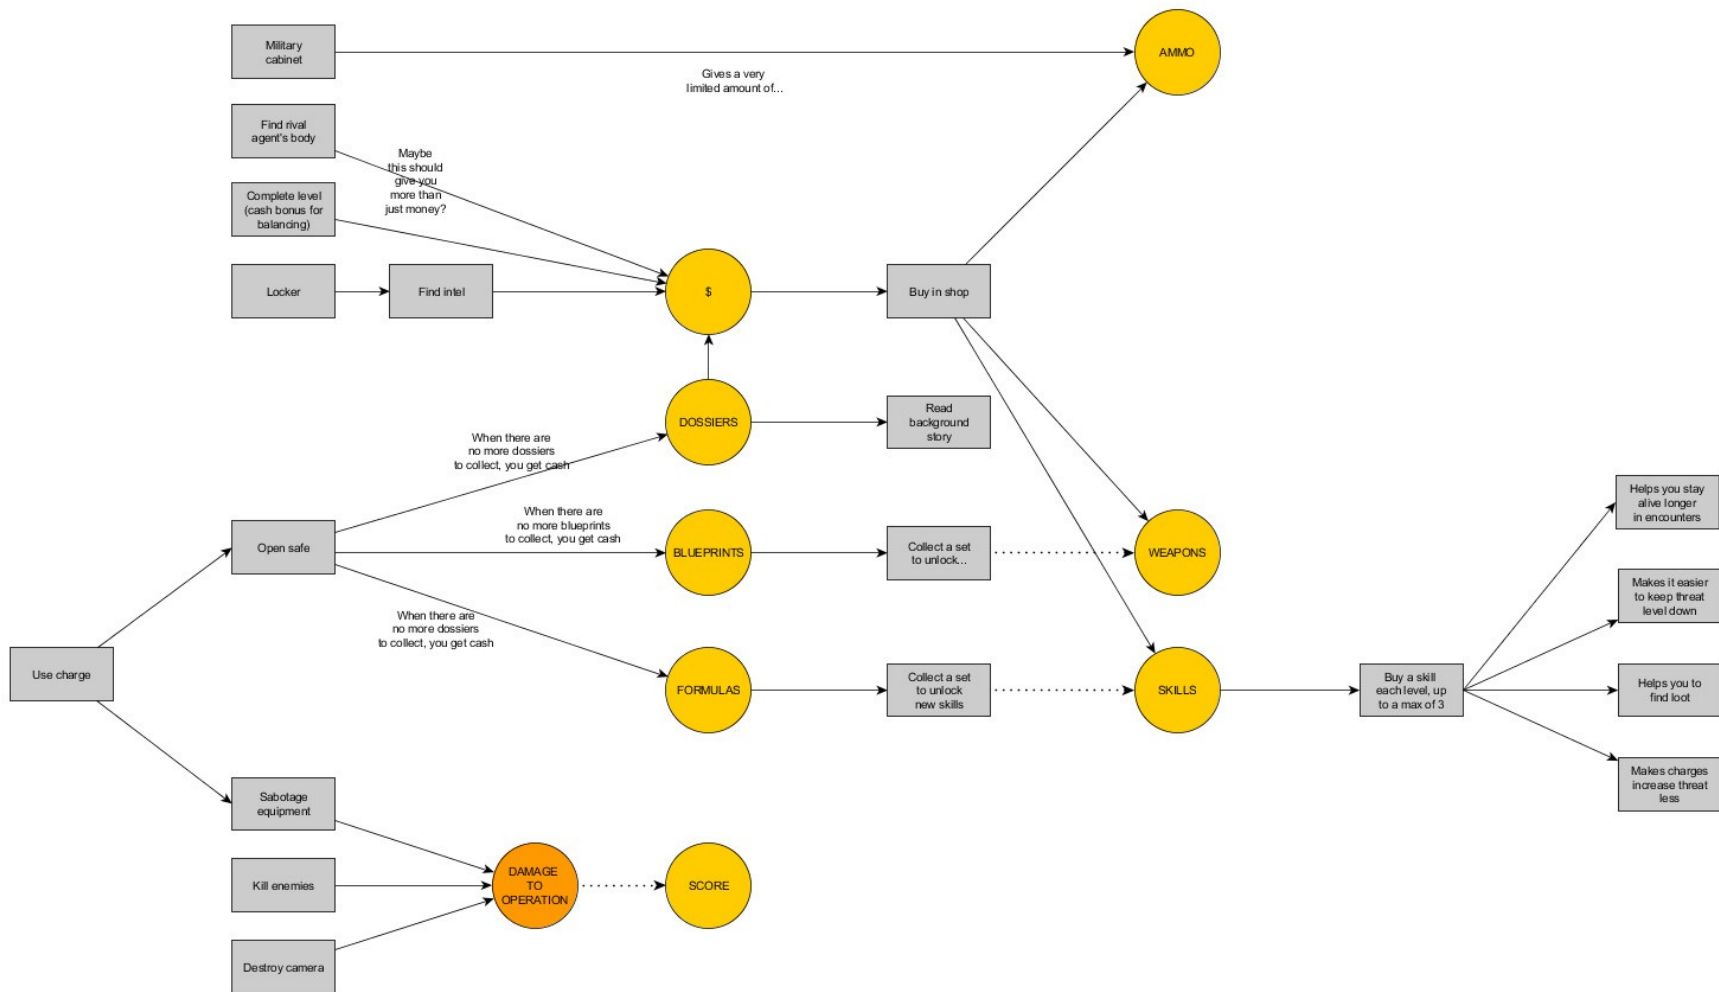 Military
cabinet
AMMO
Gives a very
limited amount of...
Find rival
agent's body
Maybe
this should
give you
more than
just money?
Complete level
(cash bonus for
balancing)
Locker
Find intel
$
Buy in shop
DOSSIERS
Read
background
story
When there are
no more dossiers
to collect, you get cash
Open safe
When there are
no more blueprints
to collect, you get cash
BLUEPRINTS
Collect a set
to unlock...
WEAPONS
Helps you stay
alive longer
in encounters
Makes it easier
to keep threat
level down
When there are
no more dossiers
to collect, you get cash
Use charge
FORMULAS
Collect a set
to unlock
new skills
SKILLS
Buy a skill
each level, up
to a max of 3
Helps you to
find loot
Makes charges
increase threat
less
Sabotage
equipment
Kill enemies
DAMAGE
TO
OPERATION
SCORE
Destroy camera